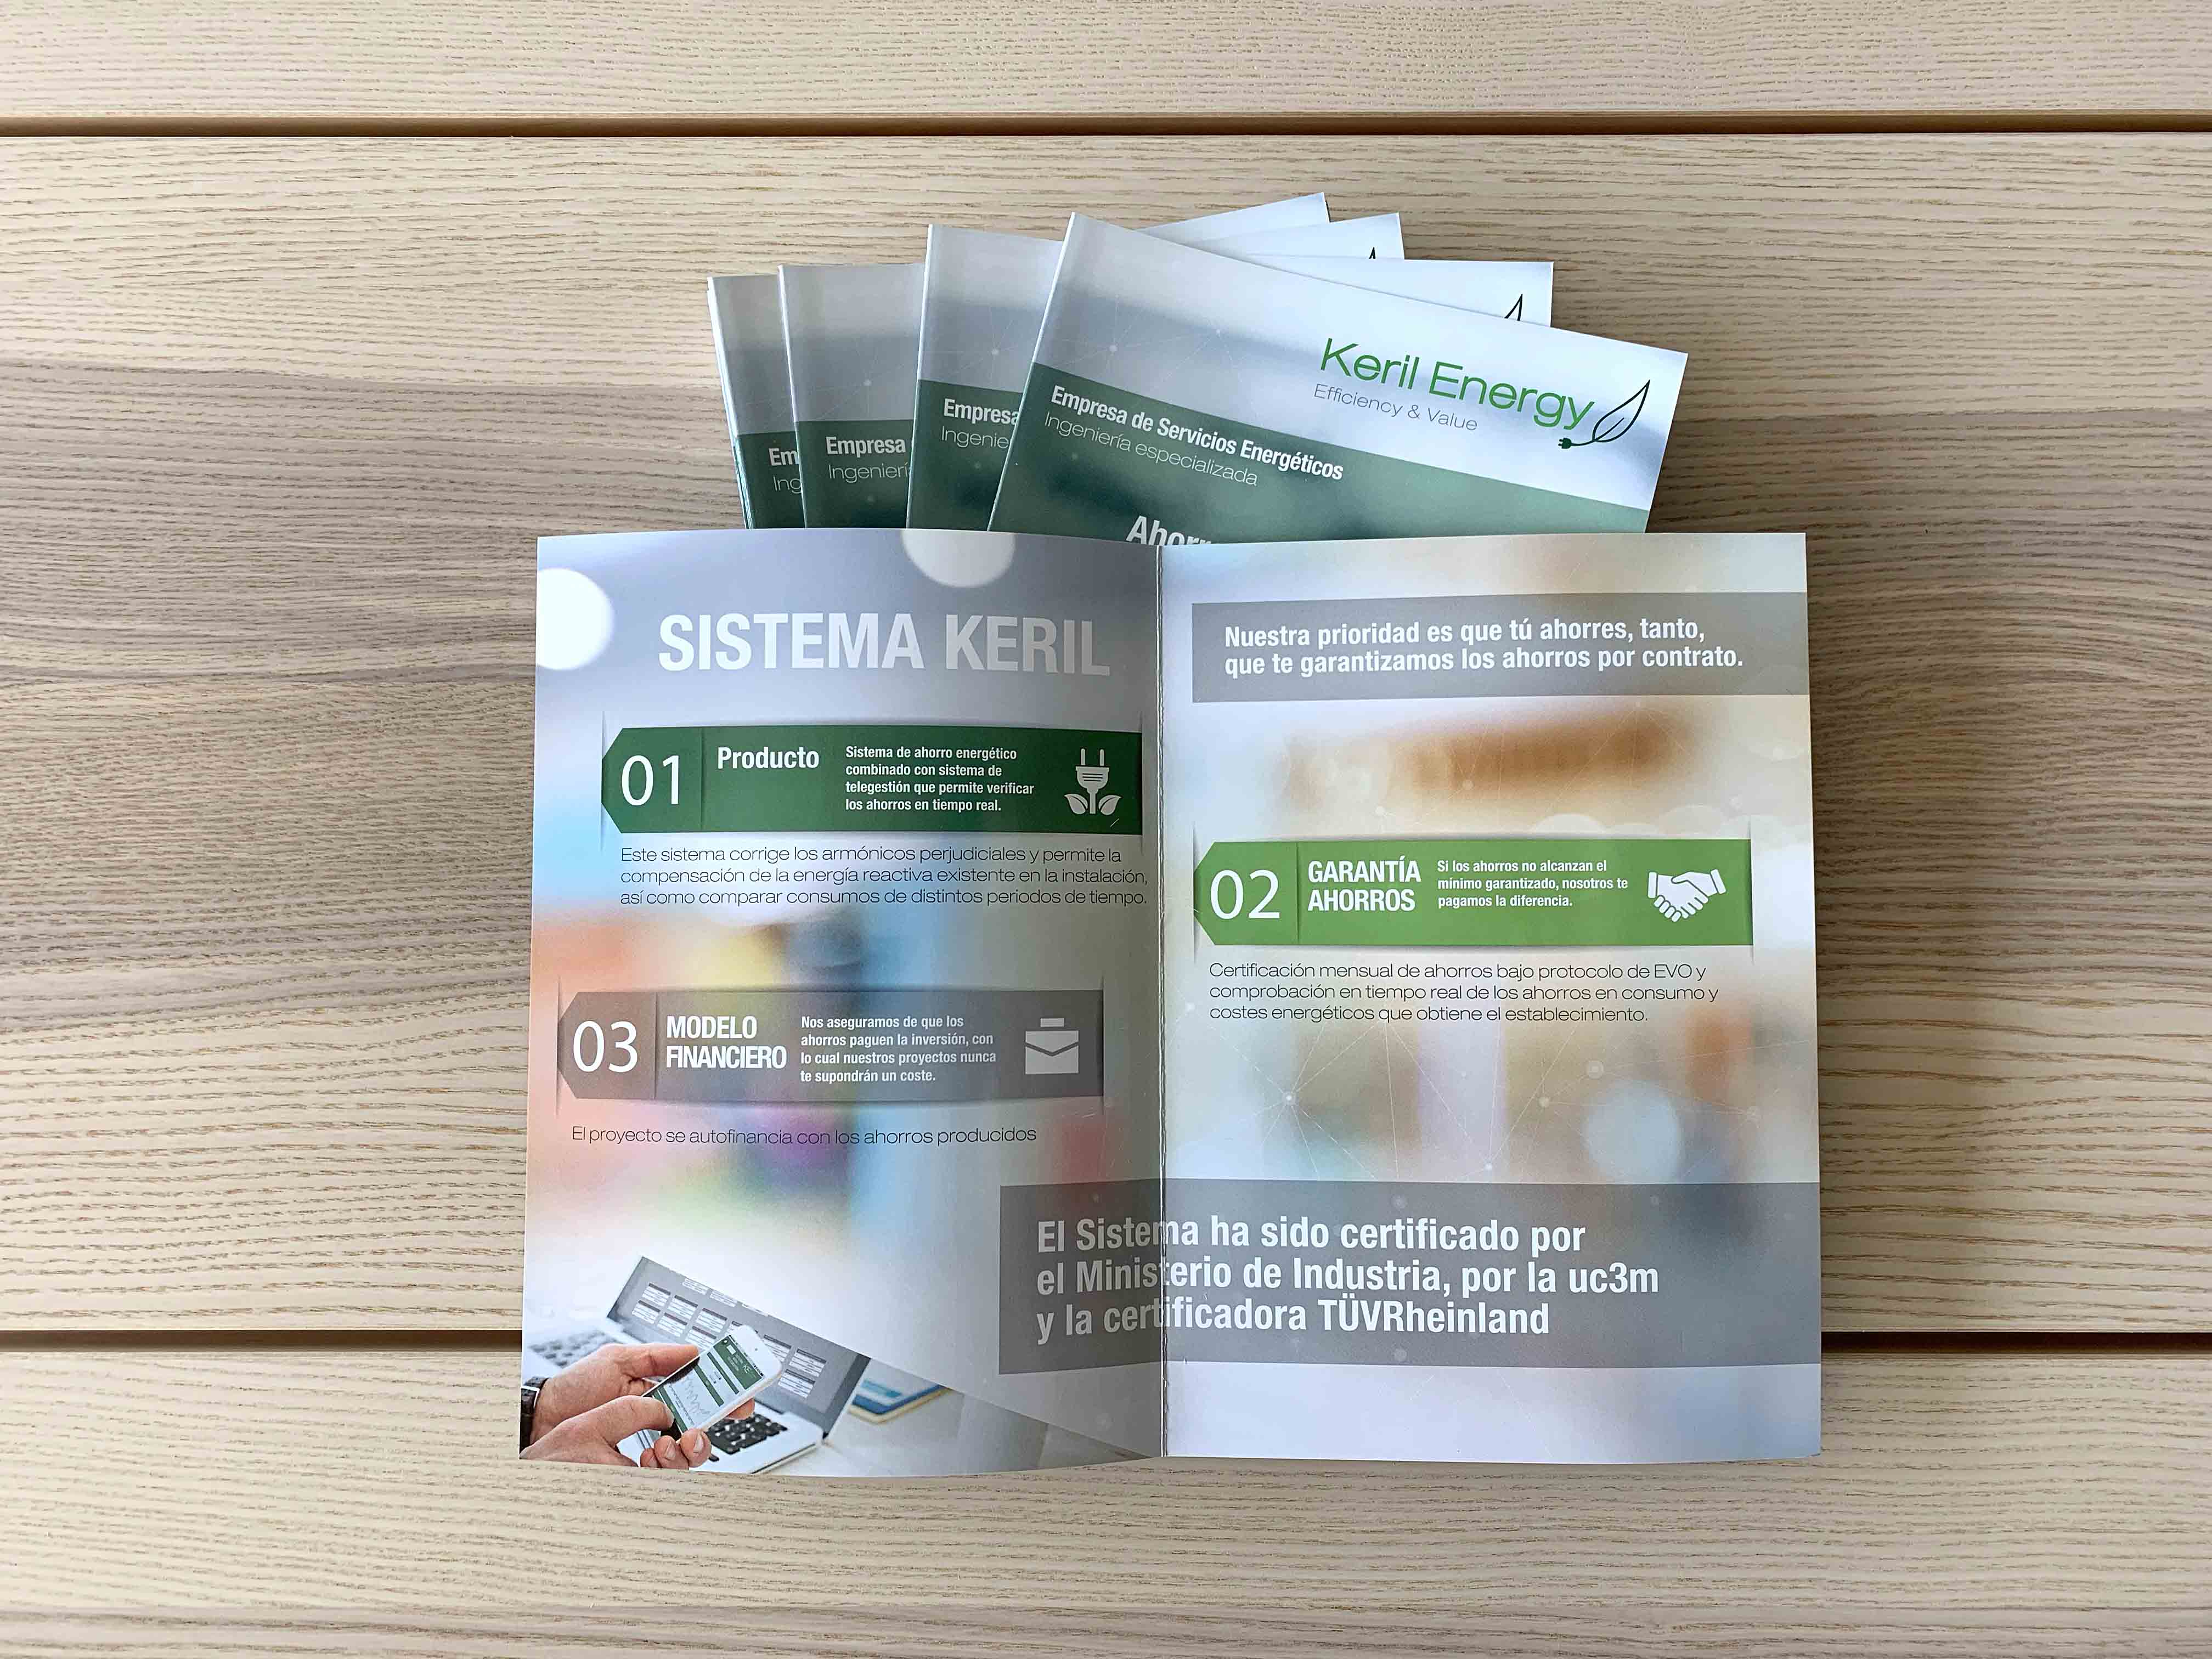 Keril Energy
Efficiency & Value
Empresa de Servicios Energéticos
Ingeniería especializada
Empresa
Ingenie
Empresa
Ingenierí
Em
Ing
Ahorr
SISTEMA KERIL
01
Producto
Sistema de ahorro energético
combinado con sistema de
telegestión que permite verificar
los ahorros en tiempo real.
Este sistema corrige los armónicos perjudiciales y permite la
compensación de la energía reactiva existente en la instalación,
así como comparar consumos de distintos periodos de tiempo.
03
MODELO
FINANCIERO
Nos aseguramos de que los
ahorros paguen la inversión, con
lo cual nuestros proyectos nunca
te supondrán un coste.
El proyecto se autofinancia con los ahorros producidos
Nuestra prioridad es que tú ahorres, tanto,
que te garantizamos los ahorros por contrato.
02
GARANTÍA
AHORROS
Si los ahorros no alcanzan el
mínimo garantizado, nosotros te
pagamos la diferencia.
Certificación mensual de ahorros bajo protocolo de EVO y
comprobación en tiempo real de los ahorros en consumo y
costes energéticos que obtiene el establecimiento.
El Sistema ha sido certificado por
el Ministerio de Industria, por la uc3m
y la certificadora TÜVRheinland